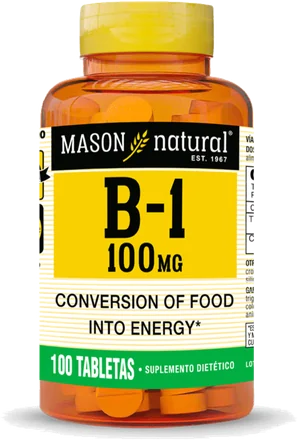 MASON natural®
EST. 1967
B-1
100MG
CONVERSION OF FOOD
INTO ENERGY*
100 TABLETAS • SUPLEMENTO DIETÉTICO